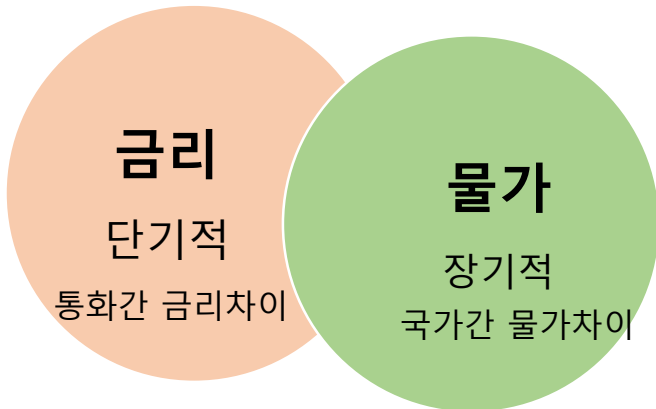 금리
단기적
통화간 금리차이
물가
장기적
국가간 물가차이